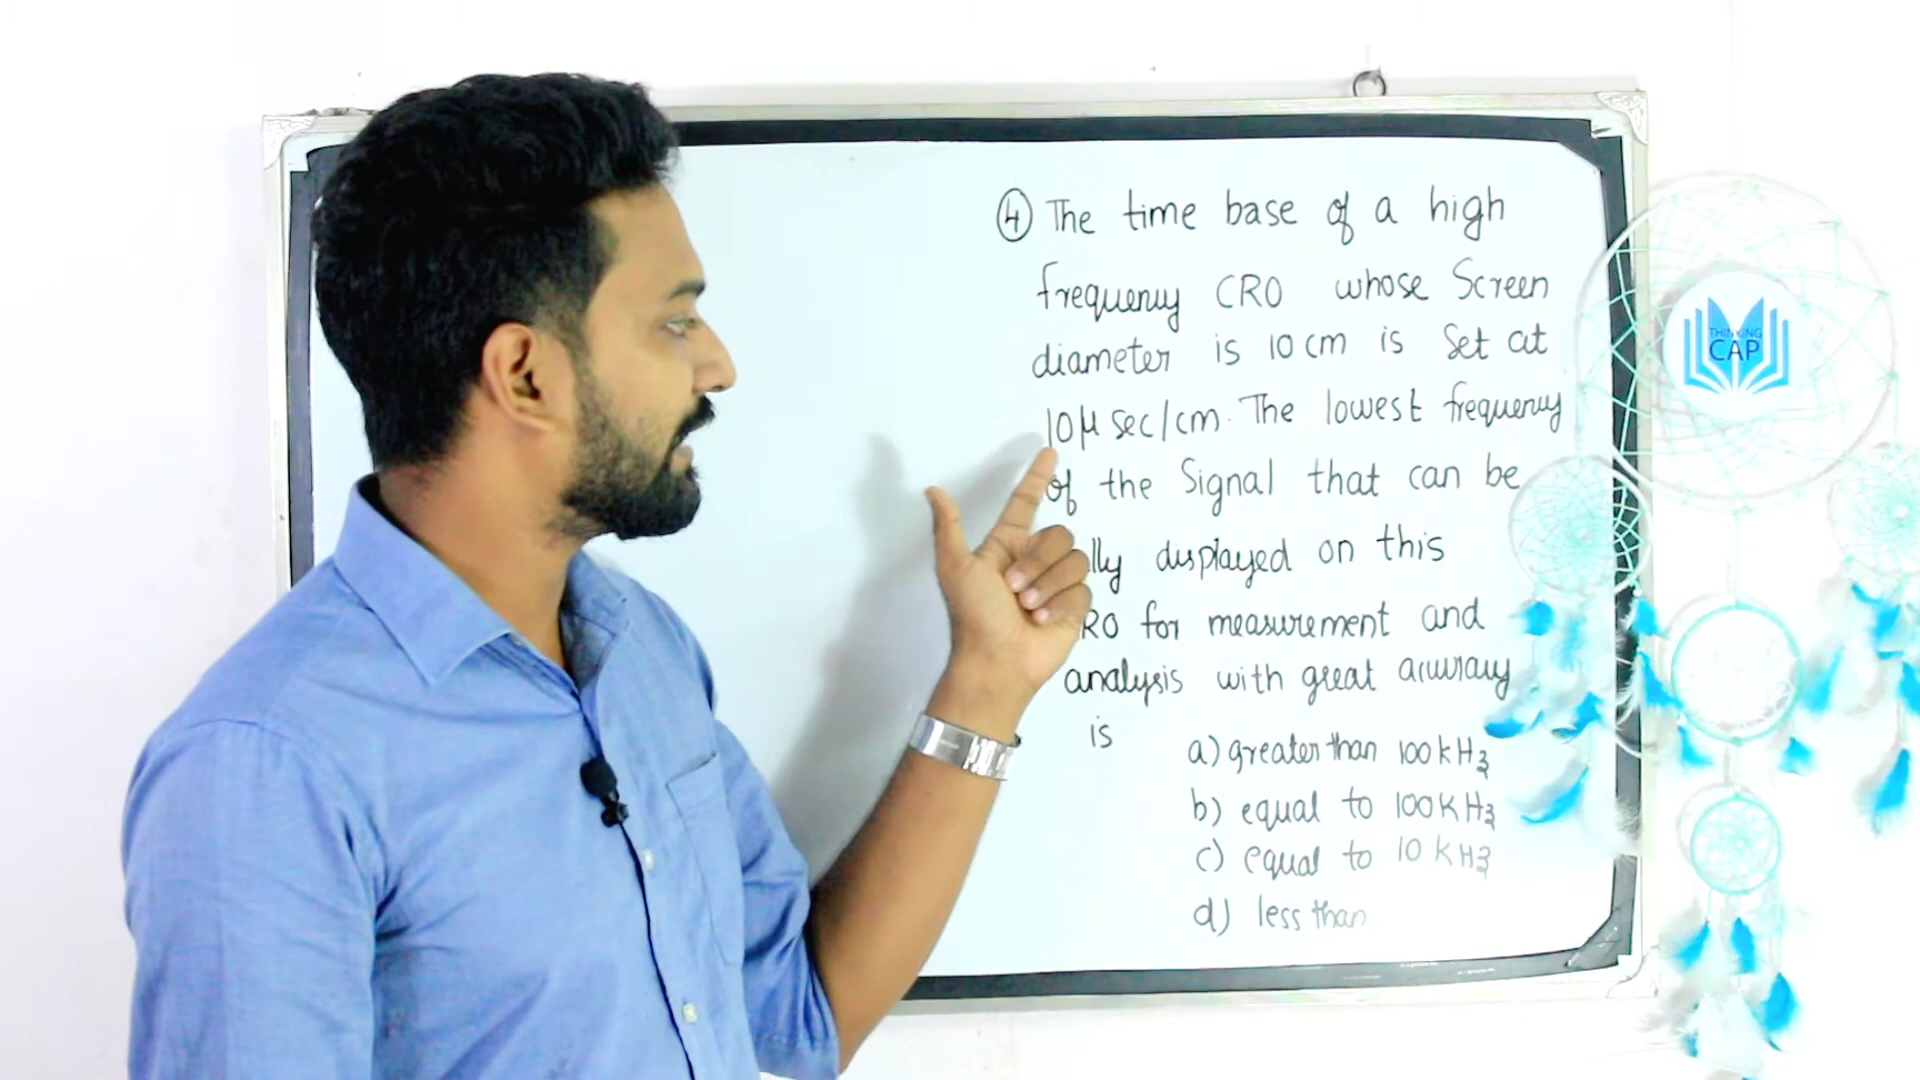 ④ The time base of a high
frequency CRO whose Screen
diameter is 10 cm is Set at
10 μ sec/cm. The lowest frequency
of the Signal that can be
lly displayed on this
RO for measurement and
analysis with great accuracy
is
a) greater than 100 kHz
b) equal to 100 KHz
c) equal to 10 KHz
d) less than
THINKING
CAP